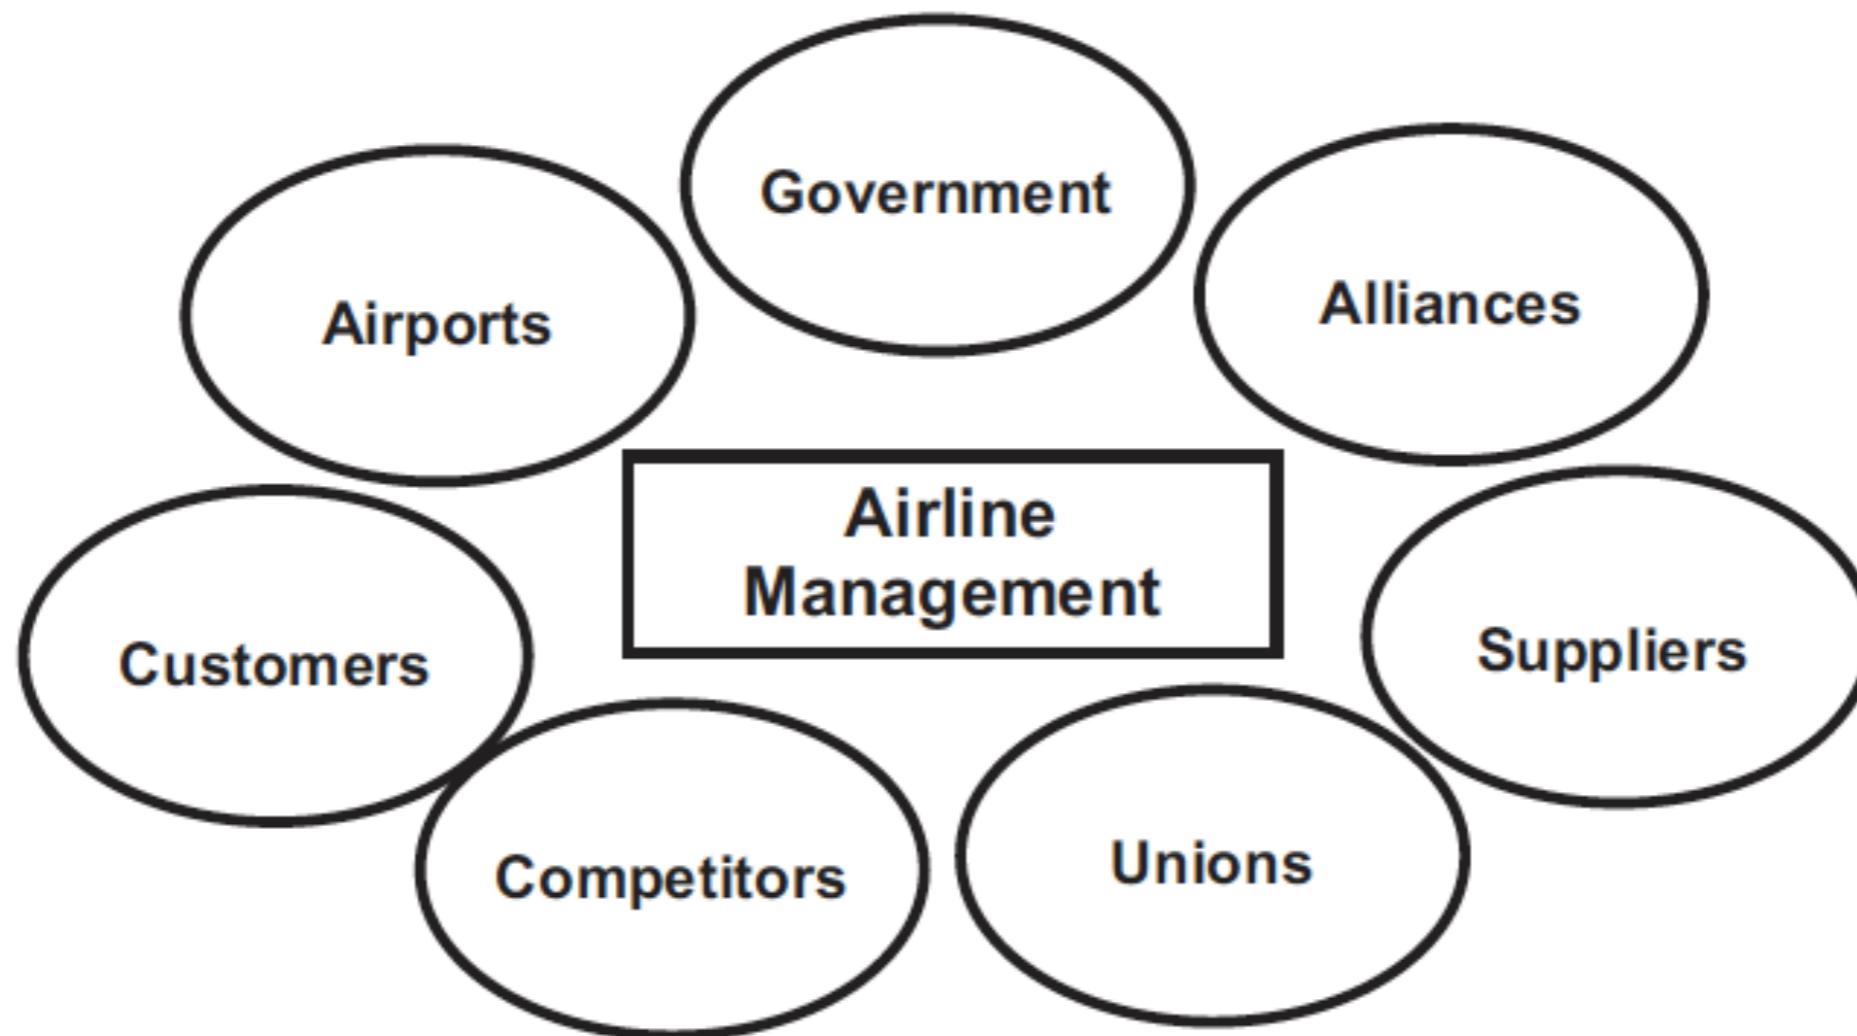 Government
Alliances
Airports
Airline
Management
Customers
Suppliers
Competitors
Unions